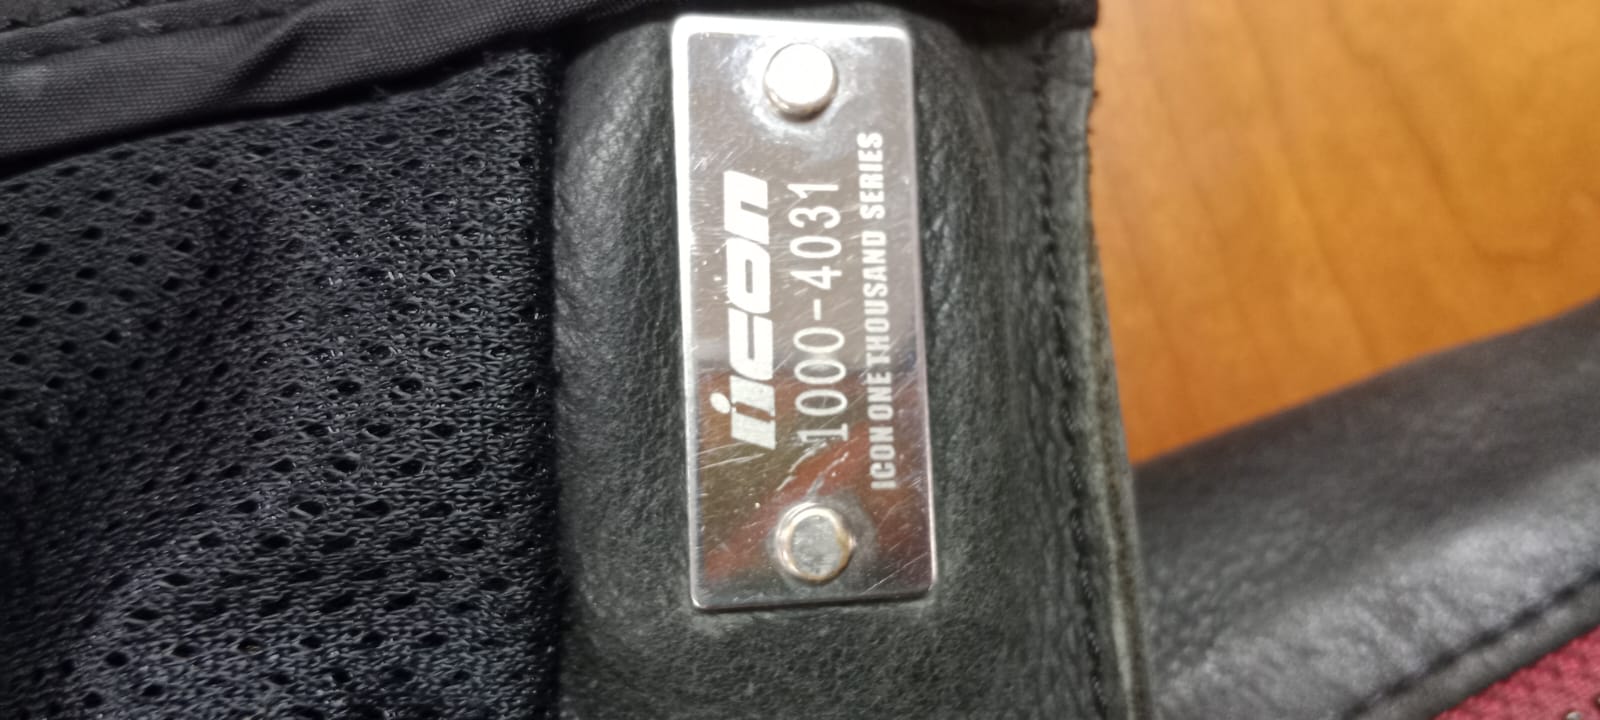 icon
1000-4031
ICON ONE THOUSAND SERIES